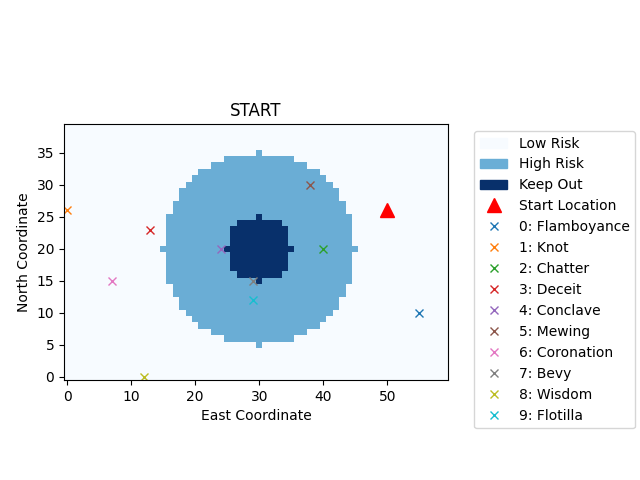 START
North Coordinate
35
30
25
20
15
10
5
0
0 10 20 30 40 50
East Coordinate
Low Risk
High Risk
Keep Out
Start Location
0: Flamboyance
1: Knot
2: Chatter
3: Deceit
4: Conclave
5: Mewing
6: Coronation
7: Bevy
8: Wisdom
9: Flotilla